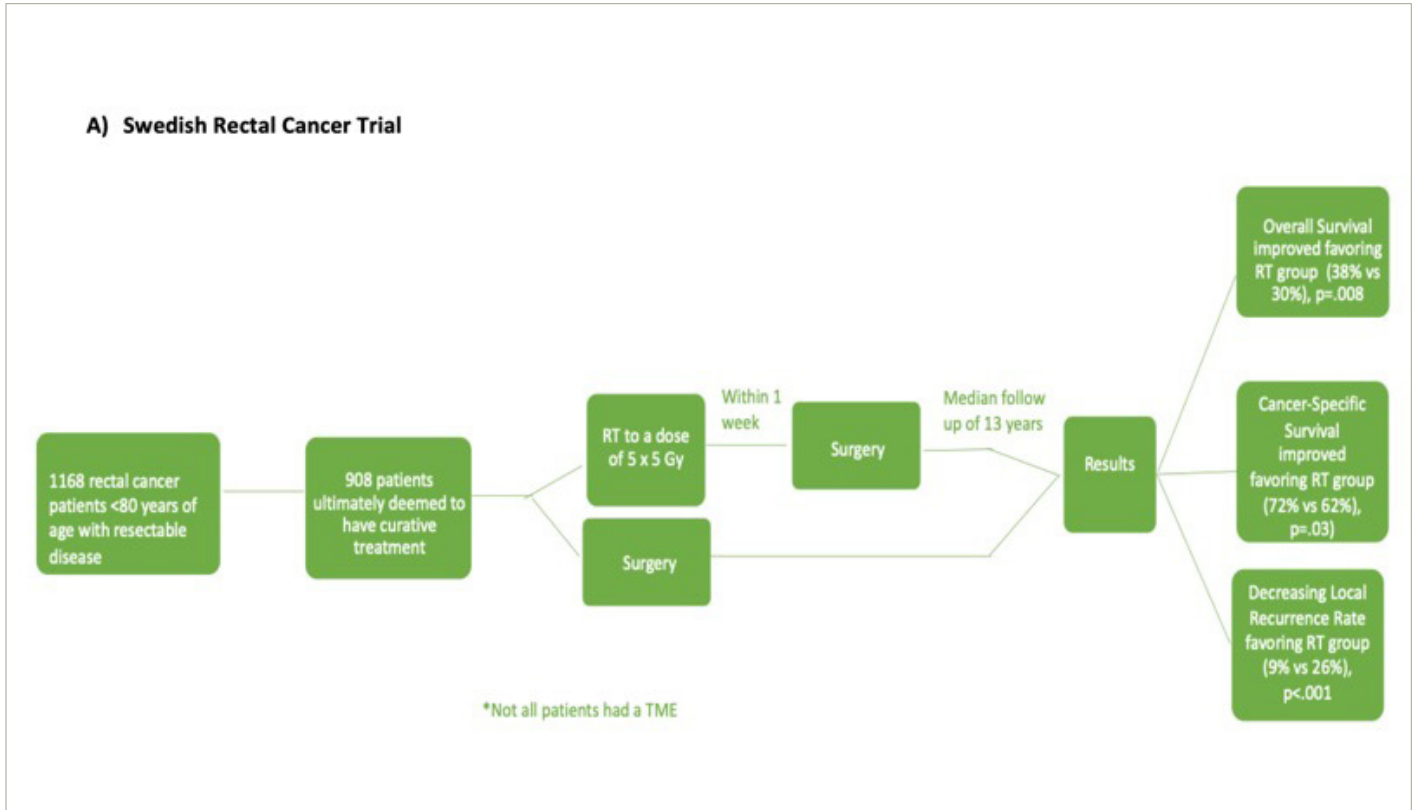 A) Swedish Rectal Cancer Trial
1168 rectal cancer
patients <80 years of
age with resectable
disease
908 patients
ultimately deemed to
have curative
treatment
RT to a dose
of 5 x 5 Gy
Within 1
week
Surgery
Surgery
Median follow
up of 13 years
Results
Overall Survival
improved favoring
RT group (38% vs
30%), p=.008
Cancer-Specific
Survival
improved
favoring RT group
(72% vs 62%),
p=.03)
Decreasing Local
Recurrence Rate
favoring RT group
(9% vs 26%),
p<.001
*Not all patients had a TME